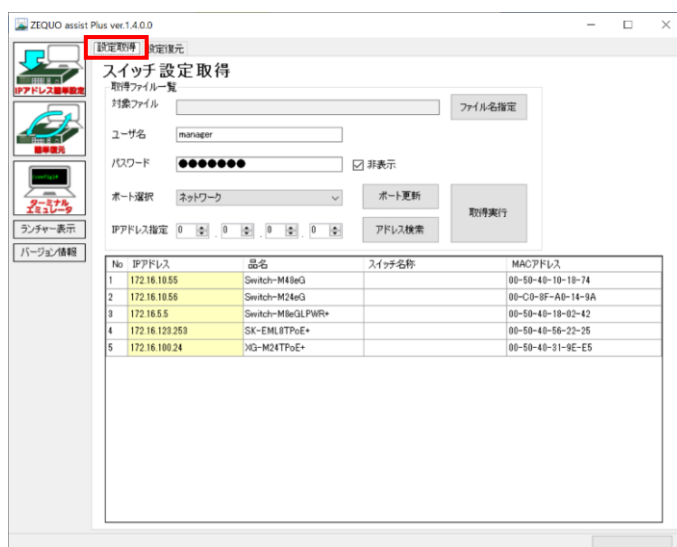 ZEQUO assist Plus ver.1.4.0.0
設定取得 設定復元
IPアドレス簡単設定
簡単復元
ターミナル
エミュレータ
ランチャー表示
バージョン情報
スイッチ設定取得
取得ファイル一覧
対象ファイル
ファイル名指定
ユーザ名 manager
パスワード ●●●●●●● 非表示
ポート選択 ネットワーク ポート更新
取得実行
IPアドレス指定 0 . 0 . 0 . 0 アドレス検索
No IPアドレス 品名 スイッチ名称 MACアドレス
1 172.16.10.55 Switch-M48eG 00-50-40-10-10-74
2 172.16.10.56 Switch-M24eG 00-C0-8F-A0-14-9A
3 172.16.5.5 Switch-M8eGLPWR+ 00-50-40-18-02-42
4 172.16.123.253 SK-EML8TPoE+ 00-50-40-56-22-25
5 172.16.100.24 XG-M24TPoE+ 00-50-40-31-9E-E5